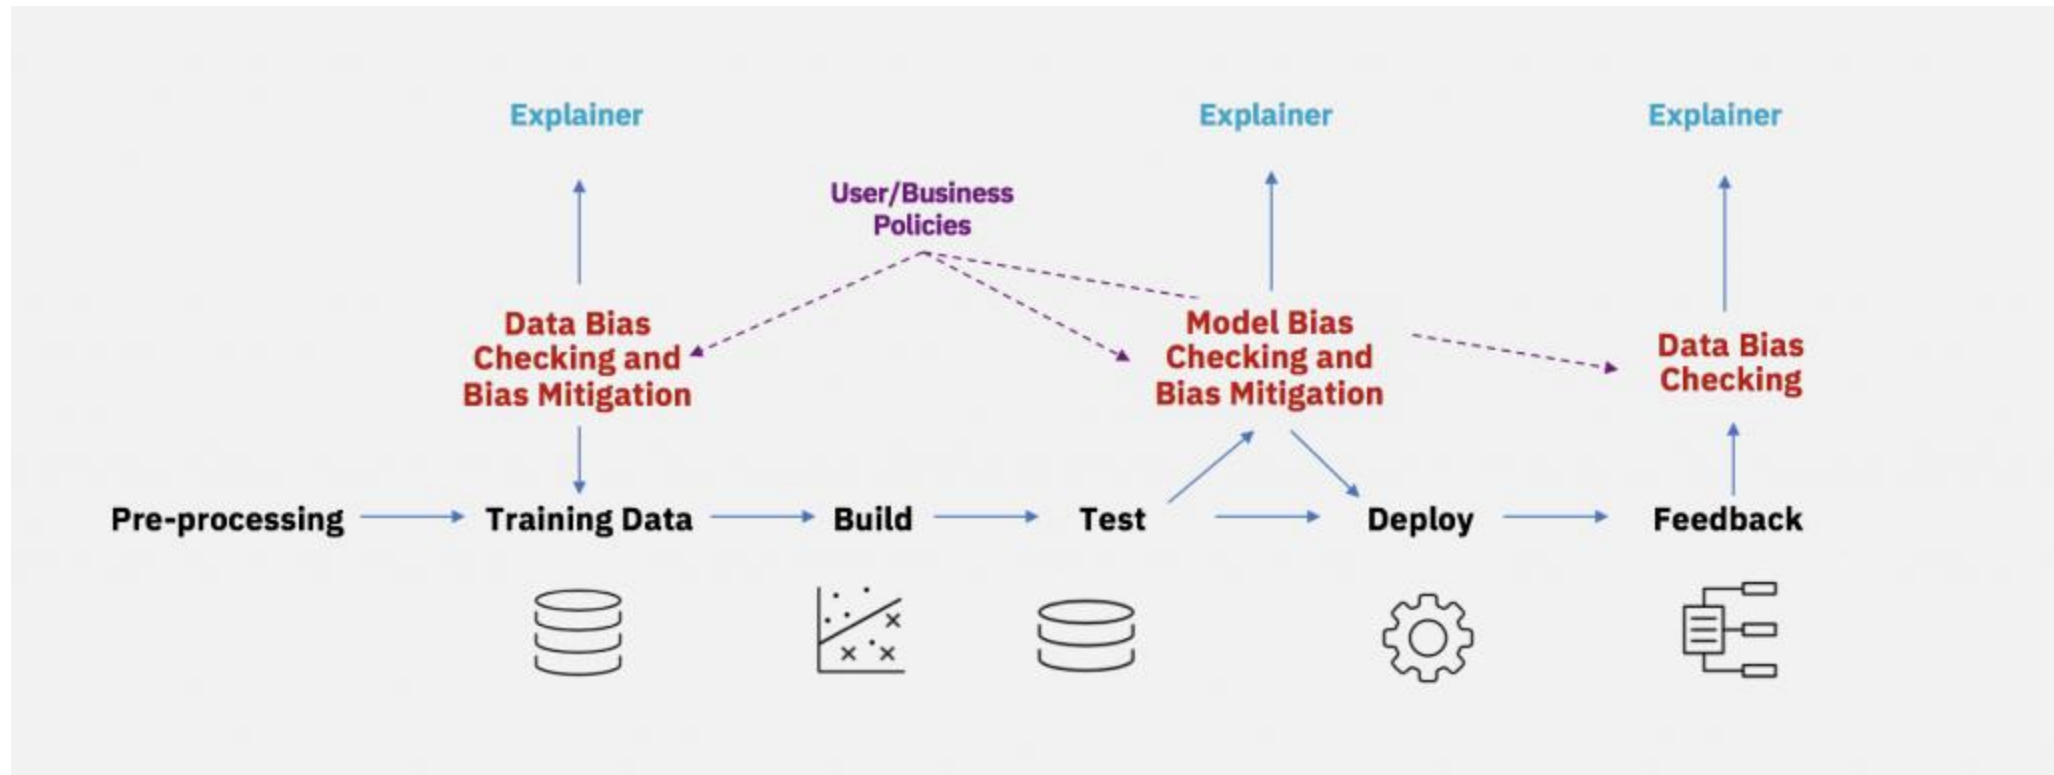 Explainer
Explainer
Explainer
User/Business
Policies
Data Bias
Checking and
Bias Mitigation
Model Bias
Checking and
Bias Mitigation
Data Bias
Checking
Pre-processing
Training Data
Build
Test
Deploy
Feedback